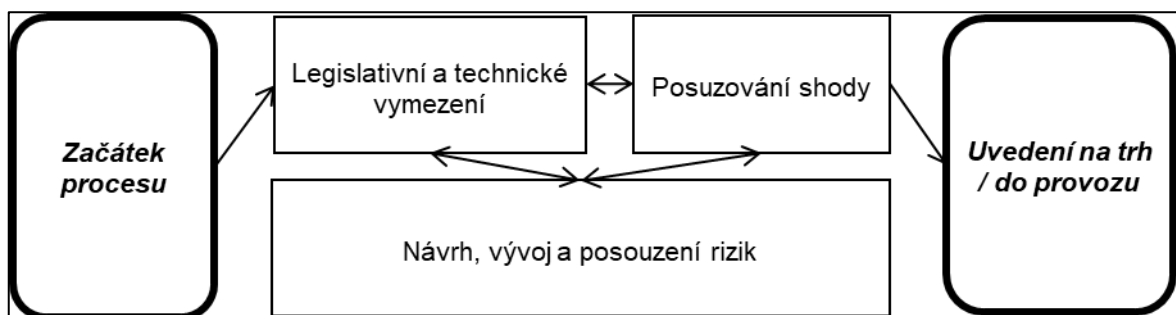 Začátek
procesu
Legislativní a technické
vymezení
Posuzování shody
Návrh, vývoj a posouzení rizik
Uvedení na trh
/ do provozu